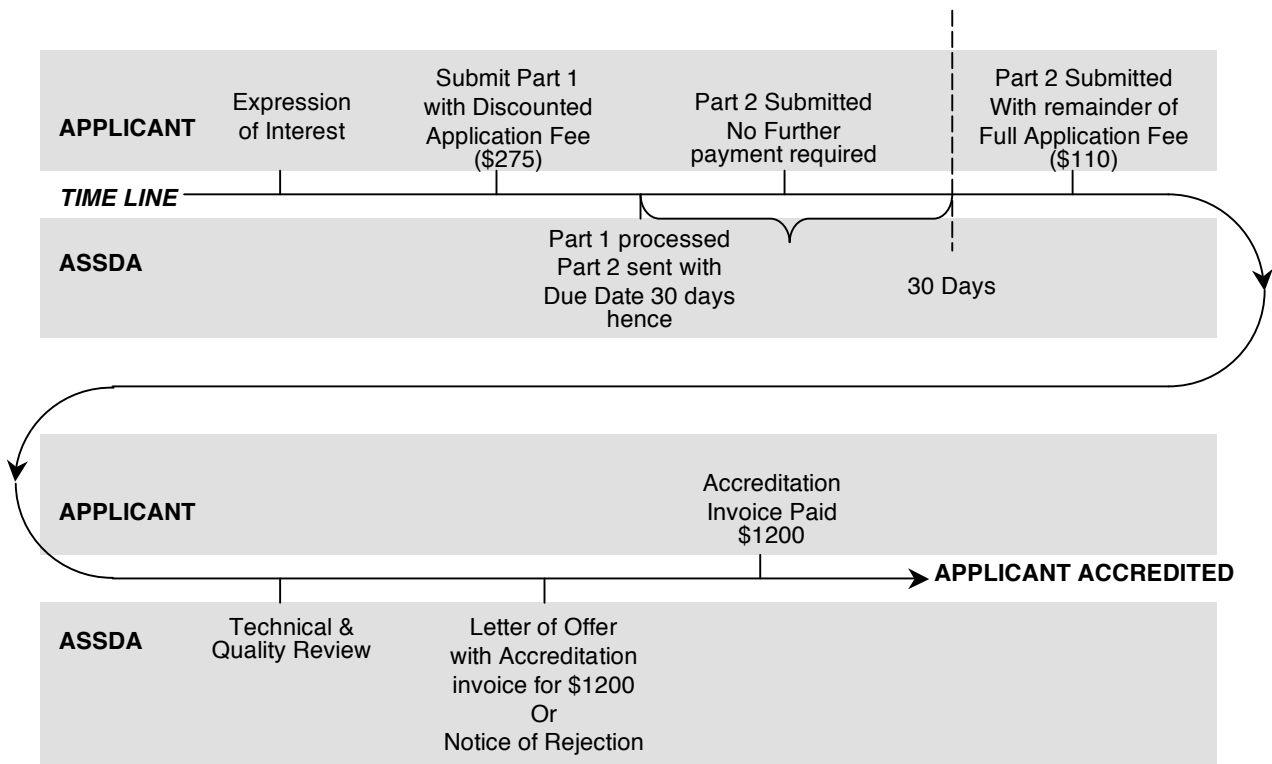 APPLICANT
Expression
of Interest
Submit Part 1
with Discounted
Application Fee
($275)
Part 2 Submitted
No Further
payment required
Part 2 Submitted
With remainder of
Full Application Fee
($110)
TIME LINE
ASSDA
Part 1 processed
Part 2 sent with
Due Date 30 days
hence
30 Days
APPLICANT
Accreditation
Invoice Paid
$1200
APPLICANT ACCREDITED
ASSDA
Technical &
Quality Review
Letter of Offer
with Accreditation
invoice for $1200
Or
Notice of Rejection